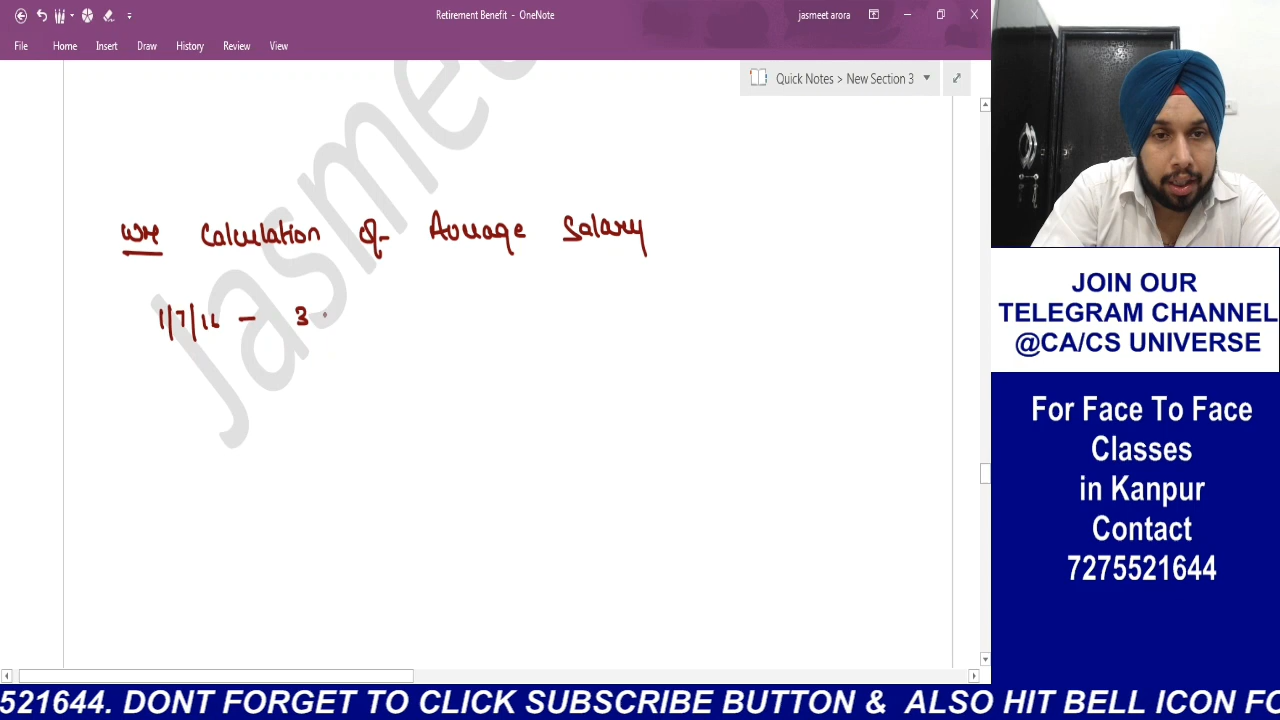 Retirement Benefit - OneNote
jasmeet arora
File Home Insert Draw History Review View
Quick Notes > New Section 3
Jasmee
Calculation of Average Salary
1/7/16 - 3
JOIN OUR
TELEGRAM CHANNEL
@CA/CS UNIVERSE
For Face To Face
Classes
in Kanpur
Contact
7275521644
521644. DONT FORGET TO CLICK SUBSCRIBE BUTTON & ALSO HIT BELL ICON FO